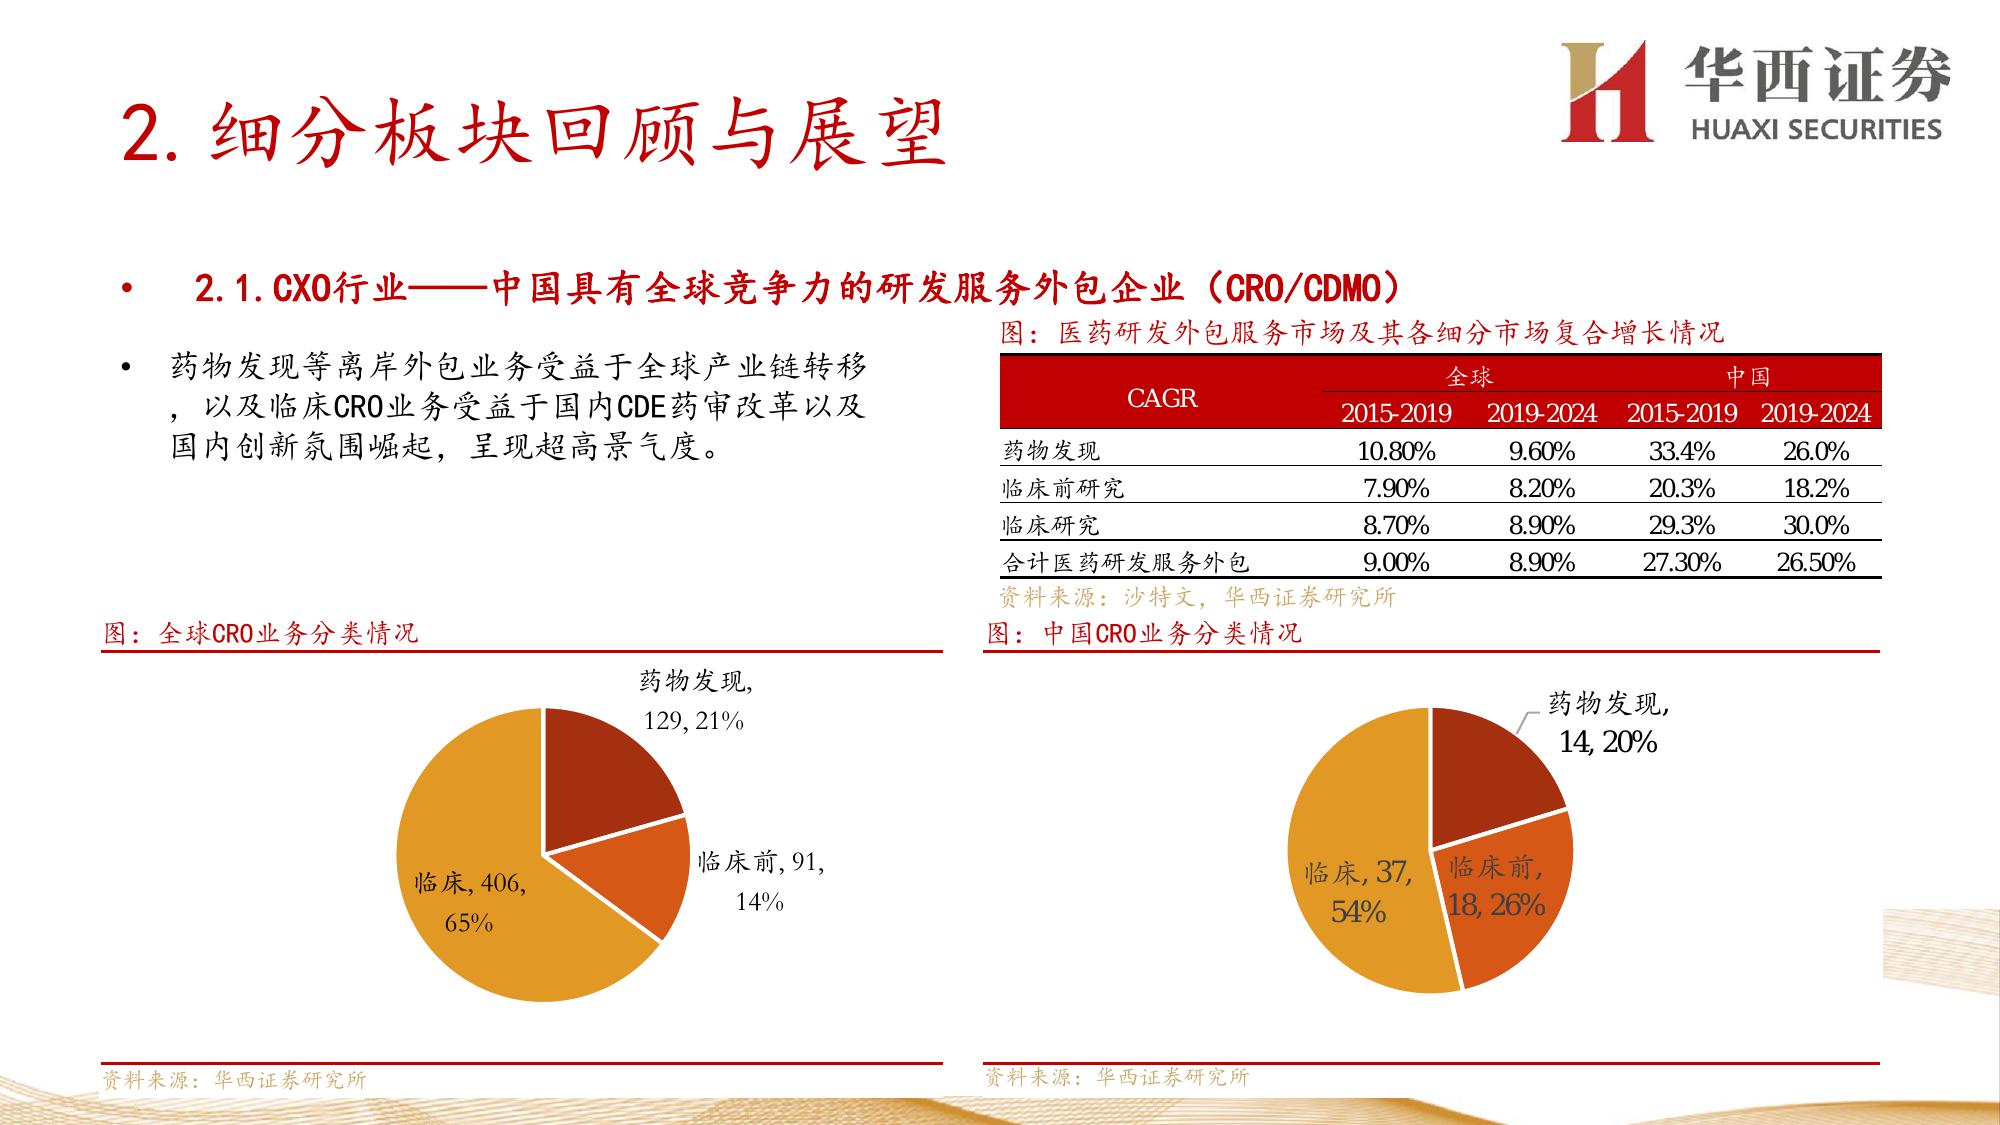 华西证券
HUAXI SECURITIES
2. 细分板块回顾与展望
• 2.1.CXO行业——中国具有全球竞争力的研发服务外包企业（CRO/CDMO）
• 药物发现等离岸外包业务受益于全球产业链转移
，以及临床CRO业务受益于国内CDE药审改革以及
国内创新氛围崛起，呈现超高景气度。
图：医药研发外包服务市场及其各细分市场复合增长情况
CAGR 全球 中国
2015-2019 2019-2024 2015-2019 2019-2024
药物发现 10.80% 9.60% 33.4% 26.0%
临床前研究 7.90% 8.20% 20.3% 18.2%
临床研究 8.70% 8.90% 29.3% 30.0%
合计医药研发服务外包 9.00% 8.90% 27.30% 26.50%
资料来源：沙特文，华西证券研究所
图：全球CRO业务分类情况
药物发现,
129, 21%
临床前, 91,
14%
临床, 406,
65%
资料来源：华西证券研究所
图：中国CRO业务分类情况
药物发现,
14, 20%
临床前,
18, 26%
临床, 37,
54%
资料来源：华西证券研究所